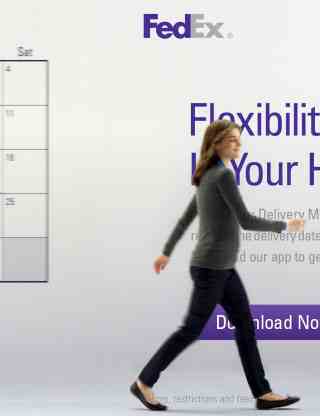 FedEx
Sat
4
11
18
25
Flexibilit
Your H
Delivery M
the delivery date
d our app to ge
Download No
restrictions and fees